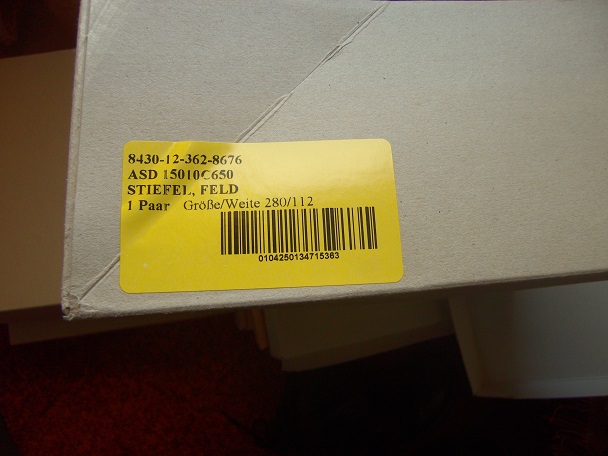 8430-12-362-8676
ASD 15010C650
STIEFEL, FELD
1 Paar Größe/Weite 280/112
0104250134715363